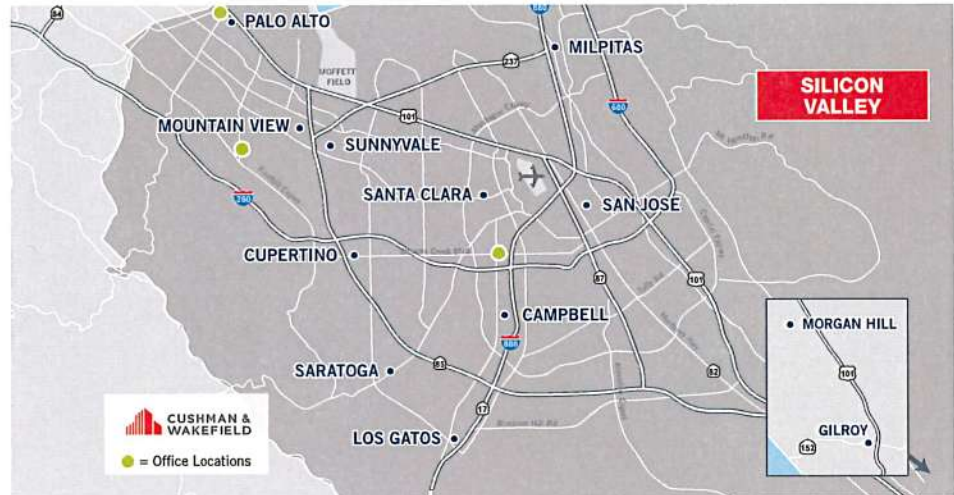 84
PALO ALTO
880
MILPITAS
MOFFETT
FIELD
237
SILICON
VALLEY
680
101
MOUNTAIN VIEW
SUNNYVALE
SANTA CLARA
SAN JOSE
280
CUPERTINO
87
101
CAMPBELL
MORGAN HILL
SARATOGA
85
82
101
CUSHMAN &
WAKEFIELD
17
LOS GATOS
GILROY
152
= Office Locations